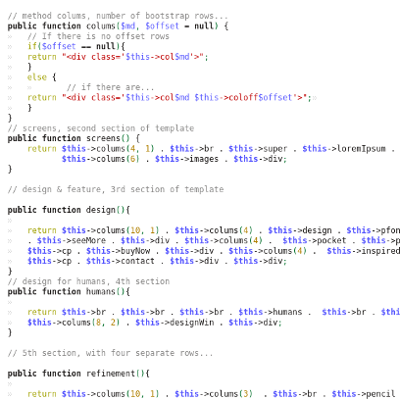 // method colums, number of bootstrap rows...
public function colums($md, $offset = null) {
// If there is no offset rows
if($offset == null){
return "<div class='$this->col$md'>";
}
else {
// if there are...
return "<div class='$this->col$md $this->coloff$offset'>";
}
}
// screens, second section of template
public function screens() {
return $this->colums(4, 1) . $this->br . $this->super . $this->loremIpsum .
$this->colums(6) . $this->images . $this->div;
}
// design & feature, 3rd section of template
public function design(){
return $this->colums(10, 1) . $this->colums(4) . $this->design . $this->pfon
. $this->seeMore . $this->div . $this->colums(4) . $this->pocket . $this->p
$this->cp . $this->buyNow . $this->div . $this->colums(4) . $this->inspired
$this->cp . $this->contact . $this->div . $this->div;
}
// design for humans, 4th section
public function humans(){
return $this->br . $this->br . $this->br . $this->humans . $this->br . $thi
$this->colums(8, 2) . $this->designWin . $this->div;
}
// 5th section, with four separate rows...
public function refinement(){
return $this->colums(10, 1) . $this->colums(3) . $this->br . $this->pencil